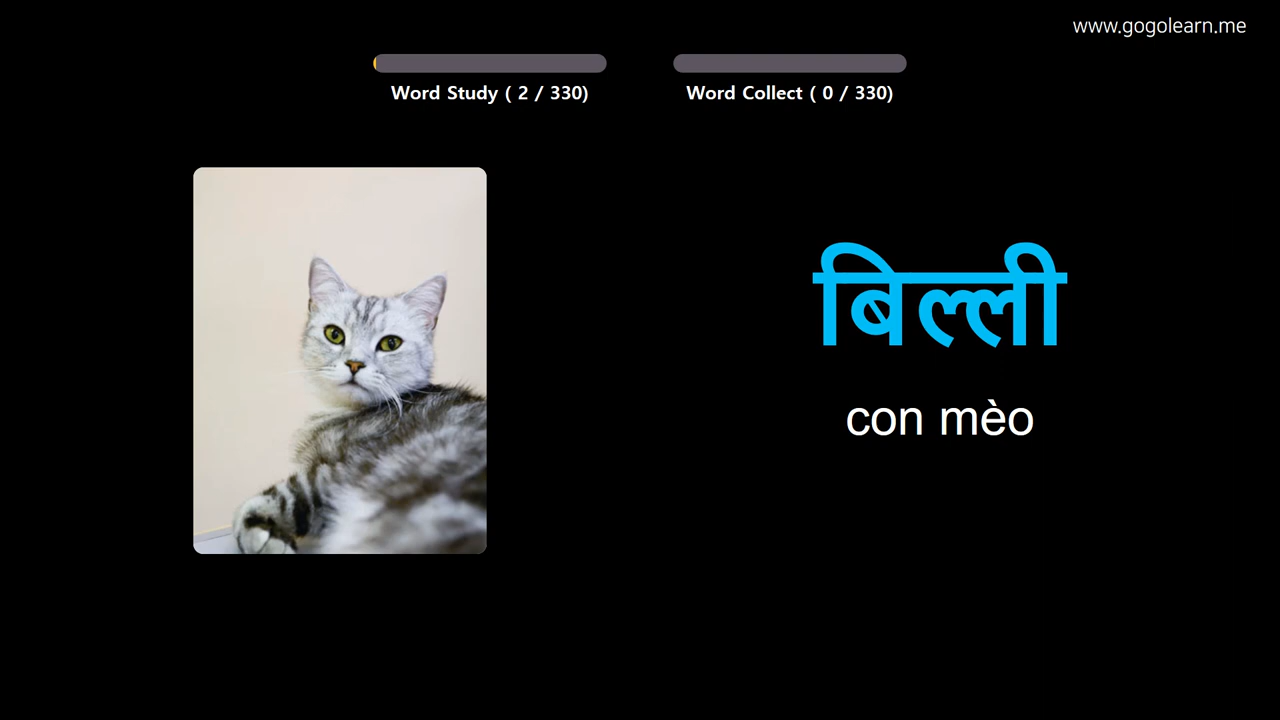 www.gogolearn.me
Word Study ( 2 / 330)
Word Collect ( 0 / 330)
बिल्ली
con mèo